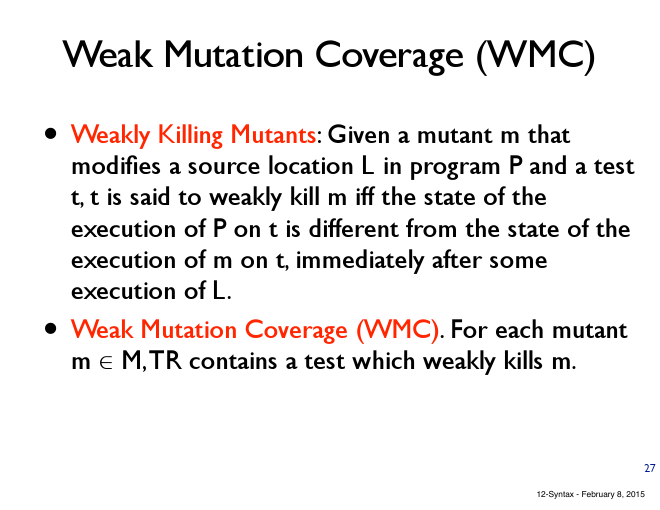 Weak Mutation Coverage (WMC)
• Weakly Killing Mutants: Given a mutant m that
modifies a source location L in program P and a test
t, t is said to weakly kill m iff the state of the
execution of P on t is different from the state of the
execution of m on t, immediately after some
execution of L.
• Weak Mutation Coverage (WMC). For each mutant
m ∈ M, TR contains a test which weakly kills m.
27
12-Syntax - February 8, 2015